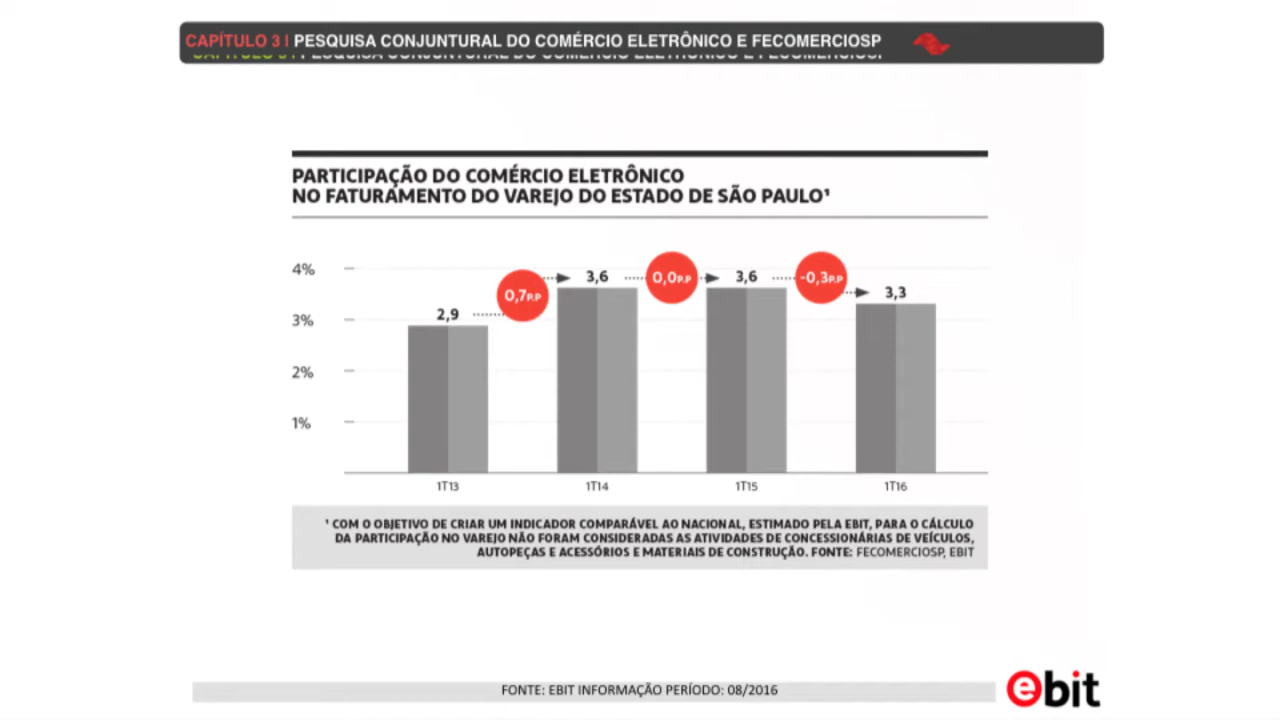 CAPÍTULO 3 I PESQUISA CONJUNTURAL DO COMÉRCIO ELETRÔNICO E FECOMERCIOSP
PARTICIPAÇÃO DO COMÉRCIO ELETRÔNICO
NO FATURAMENTO DO VAREJO DO ESTADO DE SÃO PAULO¹
4%
3%
2%
1%
2,9
0,7P.P
3,6
0,0P.P
3,6
-0,3P.P
3,3
1T13
1T14
1T15
1T16
¹ COM O OBJETIVO DE CRIAR UM INDICADOR COMPARÁVEL AO NACIONAL, ESTIMADO PELA EBIT, PARA O CÁLCULO
DA PARTICIPAÇÃO NO VAREJO NÃO FORAM CONSIDERADAS AS ATIVIDADES DE CONCESSIONÁRIAS DE VEÍCULOS,
AUTOPEÇAS E ACESSÓRIOS E MATERIAIS DE CONSTRUÇÃO. FONTE: FECOMERCIOSP, EBIT
FONTE: EBIT INFORMAÇÃO PERÍODO: 08/2016
ebit